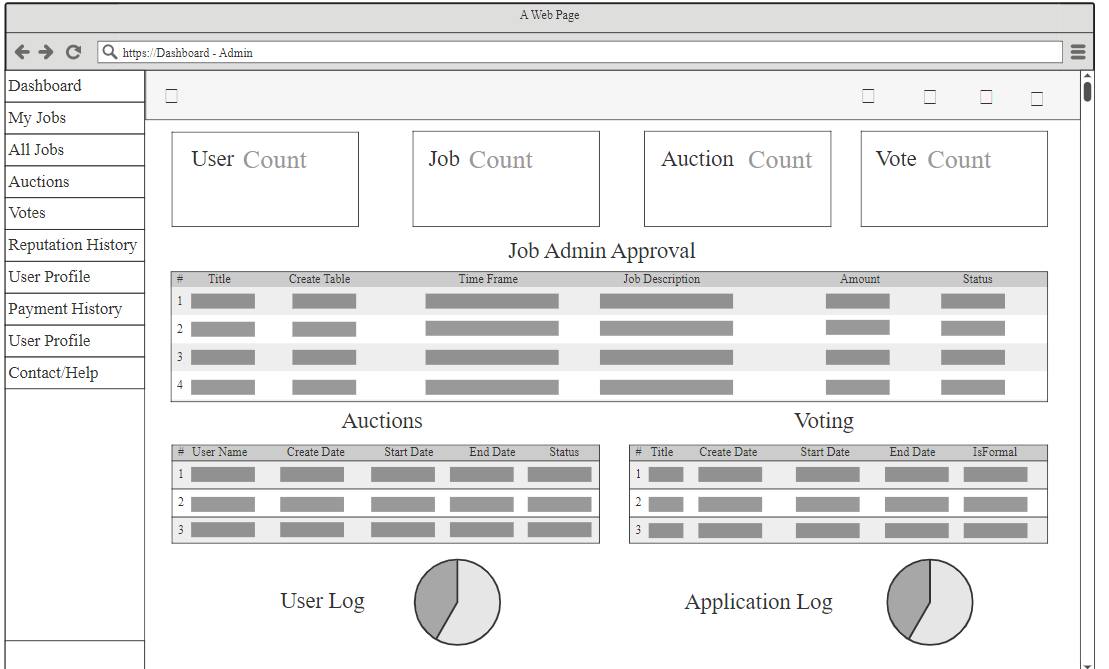 A Web Page
https://Dashboard - Admin
Dashboard
My Jobs
All Jobs
Auctions
Votes
Reputation History
User Profile
Payment History
User Profile
Contact/Help
User Count
Job Count
Auction Count
Vote Count
Job Admin Approval
# Title Create Table Time Frame Job Description Amount Status
1
2
3
4
Auctions
# User Name Create Date Start Date End Date Status
1
2
3
Voting
# Title Create Date Start Date End Date IsFormal
1
2
3
User Log
Application Log